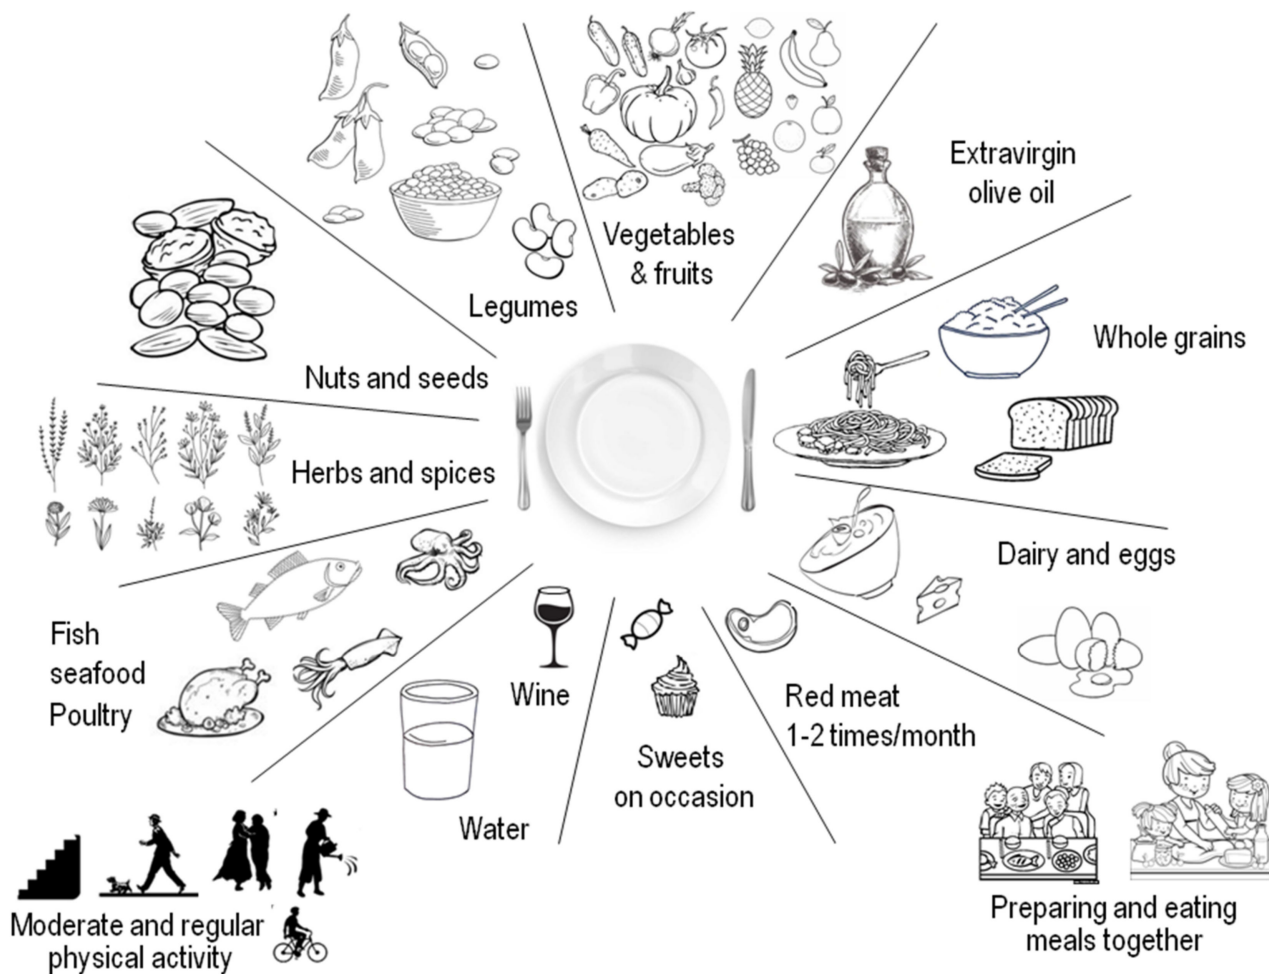 Extravirgin
olive oil
Vegetables
& fruits
Legumes
Whole grains
Nuts and seeds
Herbs and spices
Dairy and eggs
Fish
seafood
Poultry
Wine
Red meat
1-2 times/month
Sweets
on occasion
Water
Moderate and regular
physical activity
Preparing and eating
meals together